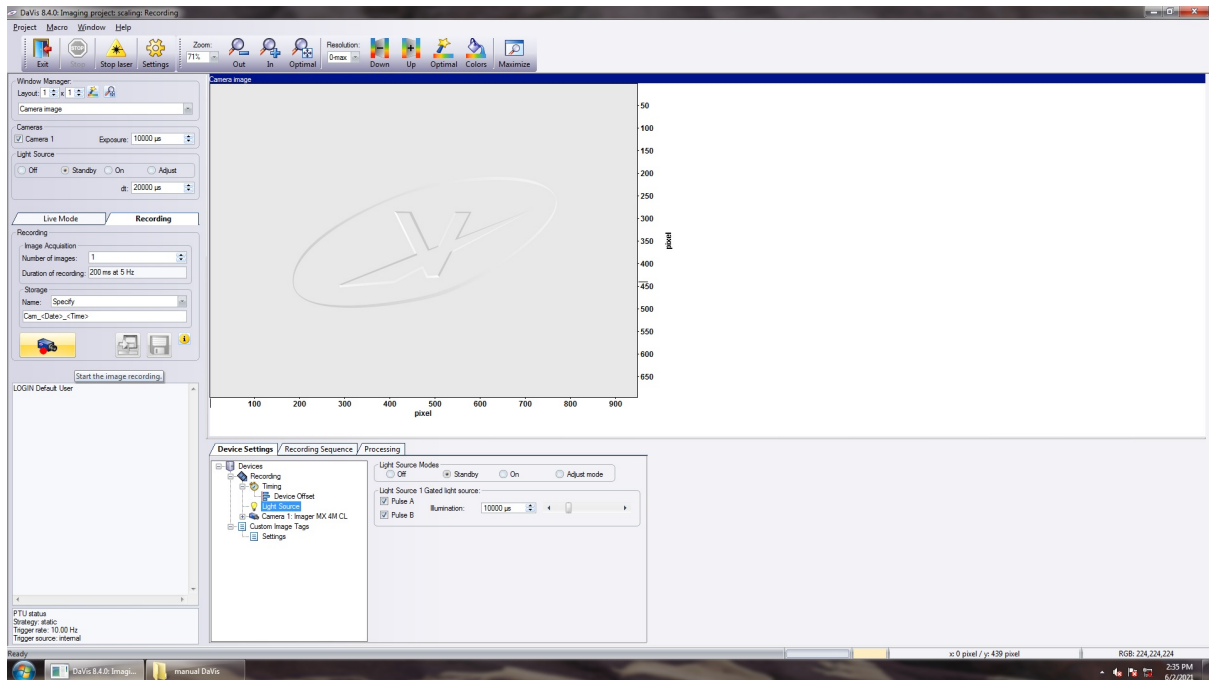 DaVis 8.4.0: Imaging project: scaling: Recording
Project Macro Window Help
Exit Stop Stop laser Settings Zoom: 71% Out In Optimal Resolution: 0-max Down Up Optimal Colors Maximize
Window Manager:
Layout: 1 x 1
Camera image
Cameras
Camera 1 Exposure: 10000 µs
Light Source
Off Standby On Adjust
dt: 20000 µs
Live Mode Recording
Recording
Image Acquisition
Number of images: 1
Duration of recording: 200 ms at 5 Hz
Storage
Name: Specify
Cam_<Date>_<Time>
Start the image recording.
LOGIN Default User
PTU status
Strategy: static
Trigger rate: 10.00 Hz
Trigger source: internal
Camera image
50
100
150
200
250
300
350
400
450
500
550
600
650
pixel
100 200 300 400 500 600 700 800 900
pixel
Device Settings Recording Sequence Processing
Devices
Recording
Timing
Device Offset
Light Source
Camera 1: Imager MX 4M CL
Custom Image Tags
Settings
Light Source Modes
Off Standby On Adjust mode
Light Source 1 Gated light source:
Pulse A
Pulse B
Illumination: 10000 µs
Ready x: 0 pixel / y: 439 pixel RGB: 224,224,224
DaVis 8.4.0: Imagi... manual DaVis 2:35 PM
6/2/2021